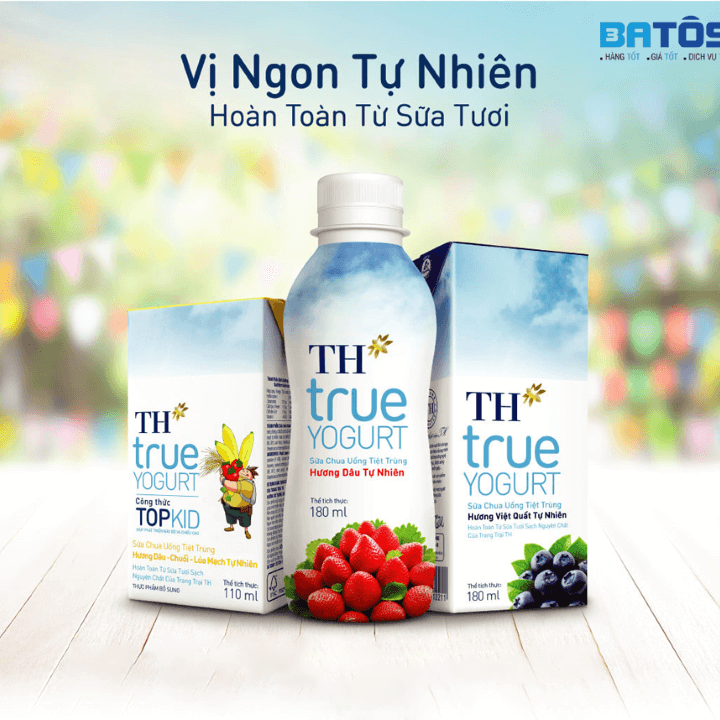 BATÔS
. HÀNG TỐT . GIÁ TỐT . DỊCH VỤ
Vị Ngon Tự Nhiên
Hoàn Toàn Từ Sữa Tươi
TH
true
YOGURT
Công thức
TOPKID
Sữa Chua Uống Tiệt Trùng
Hương Dâu - Chuối - Lúa Mạch Tự Nhiên
Hoàn Toàn Từ Sữa Tươi Sạch
Nguyên Chất Của Trang Trại TH
THỰC PHẨM BỔ SUNG
Thể tích thực:
110 ml
TH
true
YOGURT
Sữa Chua Uống Tiệt Trùng
Hương Dâu Tự Nhiên
Thể tích thực:
180 ml
TH
true
YOGURT
Sữa Chua Uống Tiệt Trùng
Hương Việt Quất Tự Nhiên
Hoàn Toàn Từ Sữa Tươi Sạch Nguyên Chất
Của Trang Trại TH
Thể tích thực:
180 ml